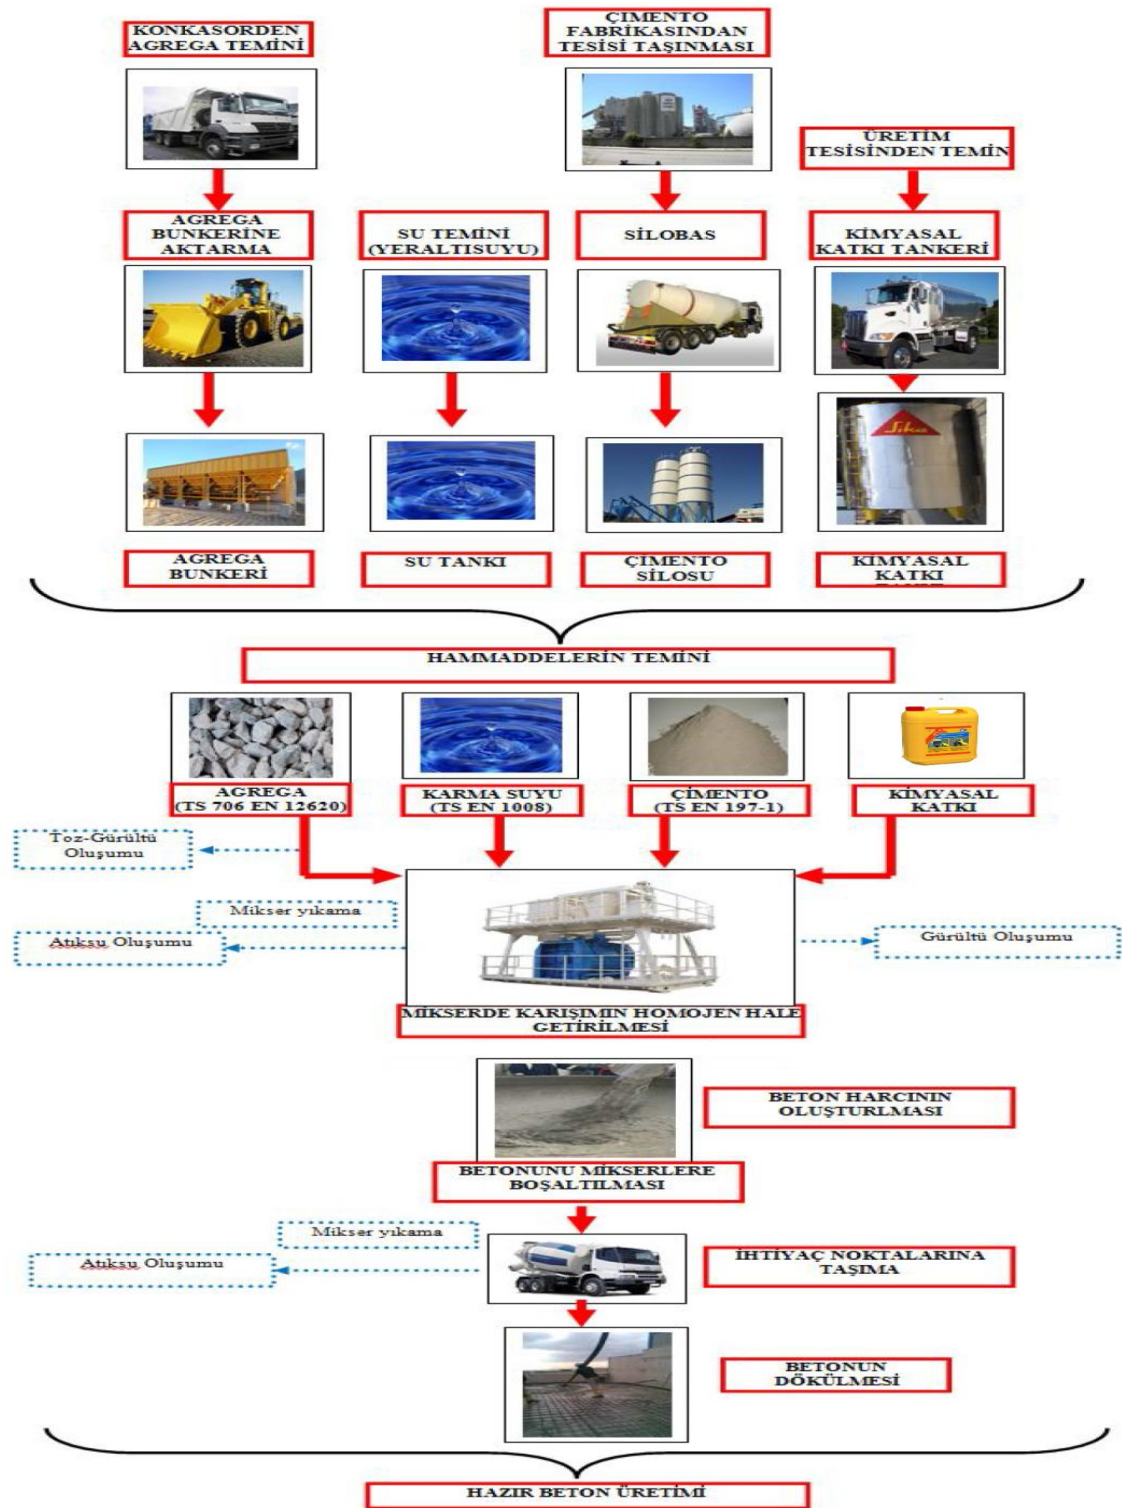 KONKASÖRDEN
AGREGA TEMİNİ
ÇIMENTO
FABRİKASINDAN
TESİSİ TAŞINMASI
ÜRETİM
TESİSİNDEN TEMİN
AGREGA
BUNKERİNE
AKTARMA
SU TEMİNİ
(YERALTISUYU)
SİLOBAS
KİMYASAL
KATKI TANKERİ
Sika
AGREGA
BUNKERİ
SU TANKI
ÇIMENTO
SİLOSU
KİMYASAL
KATKI
HAMMADDELERİN TEMİNİ
AGREGA
(TS 706 EN 12620)
KARMA SUYU
(TS EN 1008)
ÇİMENTO
(TS EN 197-1)
KİMYASAL
KATKI
Toz-Gürültü
Oluşumu
Mikser yıkama
Atıksu Oluşumu
Gürültü Oluşumu
MİKSERDE KARIŞIMIN HOMOJEN HALE
GETİRİLMESİ
BETON HARCININ
OLUŞTURLMASI
BETONUNU MİKSERLERE
BOŞALTILMASI
Mikser yıkama
Atıksu Oluşumu
İHTİYAÇ NOKTALARINA
TAŞIMA
BETONUN
DÖKÜLMESİ
HAZIR BETON ÜRETİMİ